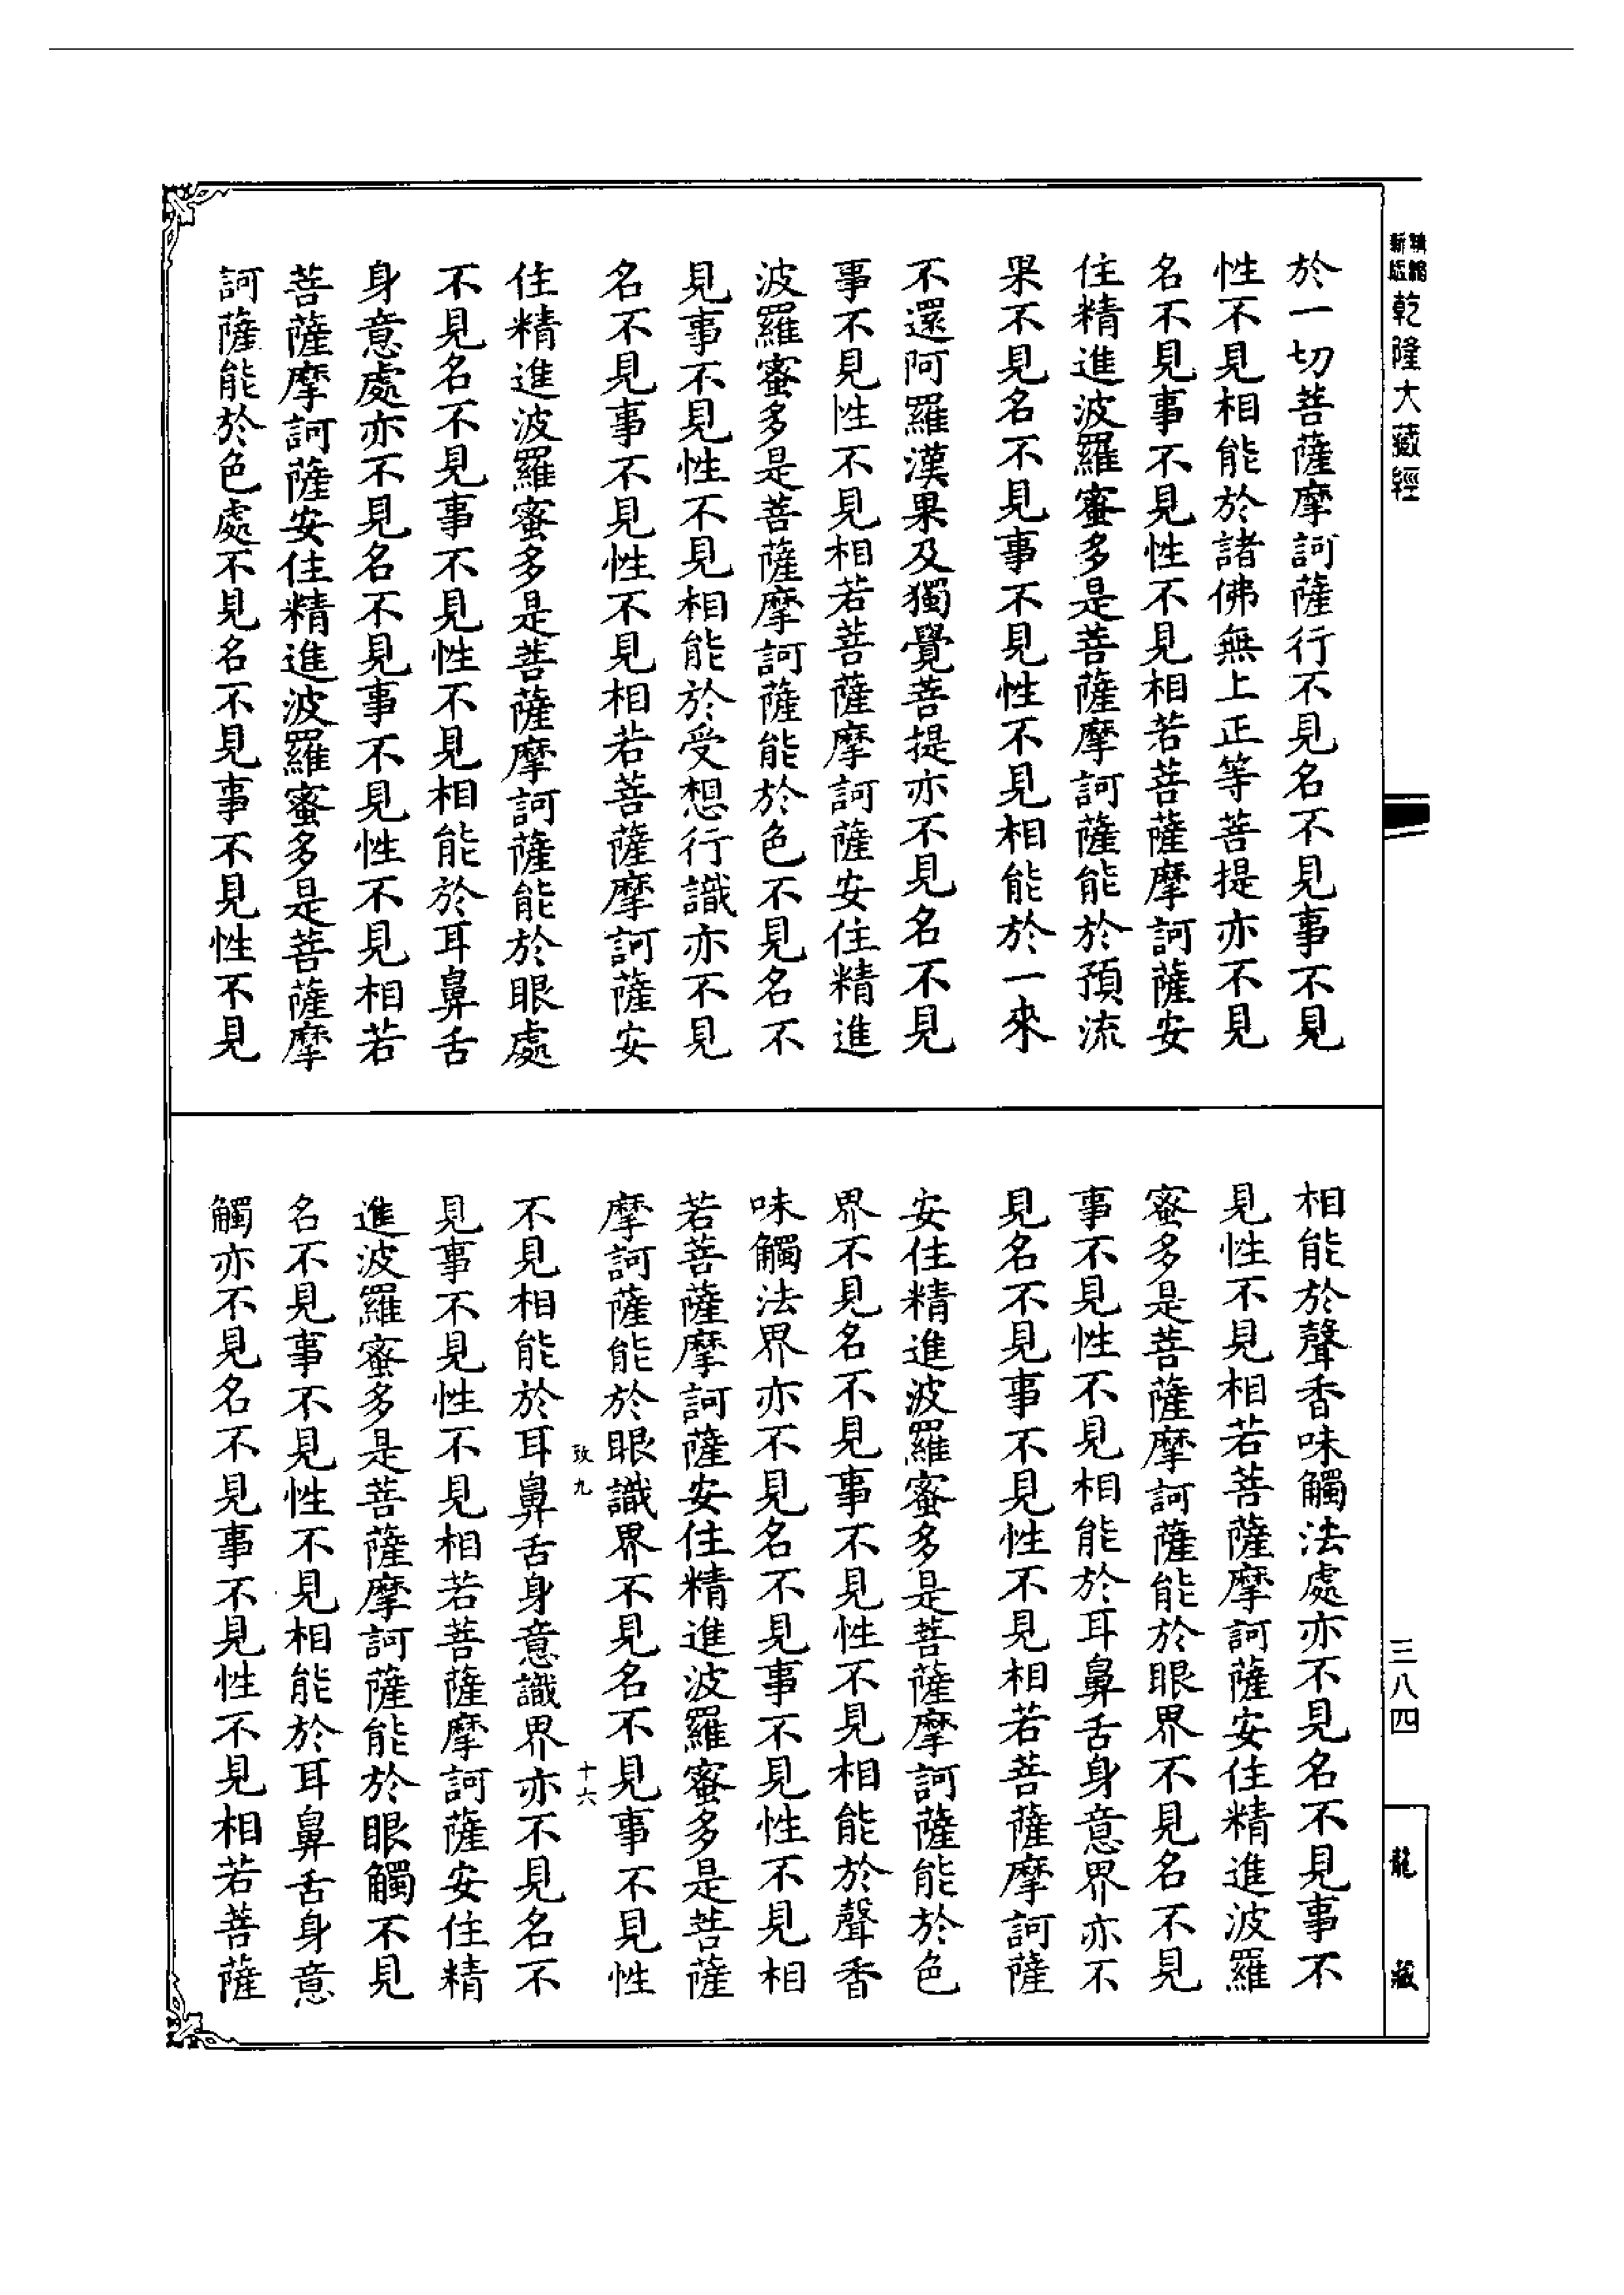 新編縮版乾隆大藏經
三八四
龍藏
於一切菩薩摩訶薩行不見名不見事不見
性不見相能於諸佛無上正等菩提亦不見
名不見事不見性不見相若菩薩摩訶薩安
住精進波羅蜜多是菩薩摩訶薩能於預流
果不見名不見事不見性不見相能於一來
不還阿羅漢果及獨覺菩提亦不見名不見
事不見性不見相若菩薩摩訶薩安住精進
波羅蜜多是菩薩摩訶薩能於色不見名不
見事不見性不見相能於受想行識亦不見
名不見事不見性不見相若菩薩摩訶薩安
住精進波羅蜜多是菩薩摩訶薩能於眼處
不見名不見事不見性不見相能於耳鼻舌
身意處亦不見名不見事不見性不見相若
菩薩摩訶薩安住精進波羅蜜多是菩薩摩
訶薩能於色處不見名不見事不見性不見
相能於聲香味觸法處亦不見名不見事不
見性不見相若菩薩摩訶薩安住精進波羅
蜜多是菩薩摩訶薩能於眼界不見名不見
事不見性不見相能於耳鼻舌身意界亦不
見名不見事不見性不見相若菩薩摩訶薩
安住精進波羅蜜多是菩薩摩訶薩能於色
界不見名不見事不見性不見相能於聲香
味觸法界亦不見名不見事不見性不見相
若菩薩摩訶薩安住精進波羅蜜多是菩薩
摩訶薩能於眼識界不見名不見事不見性
致九 十六
不見相能於耳鼻舌身意識界亦不見名不
見事不見性不見相若菩薩摩訶薩安住精
進波羅蜜多是菩薩摩訶薩能於眼觸不見
名不見事不見性不見相能於耳鼻舌身意
觸亦不見名不見事不見性不見相若菩薩